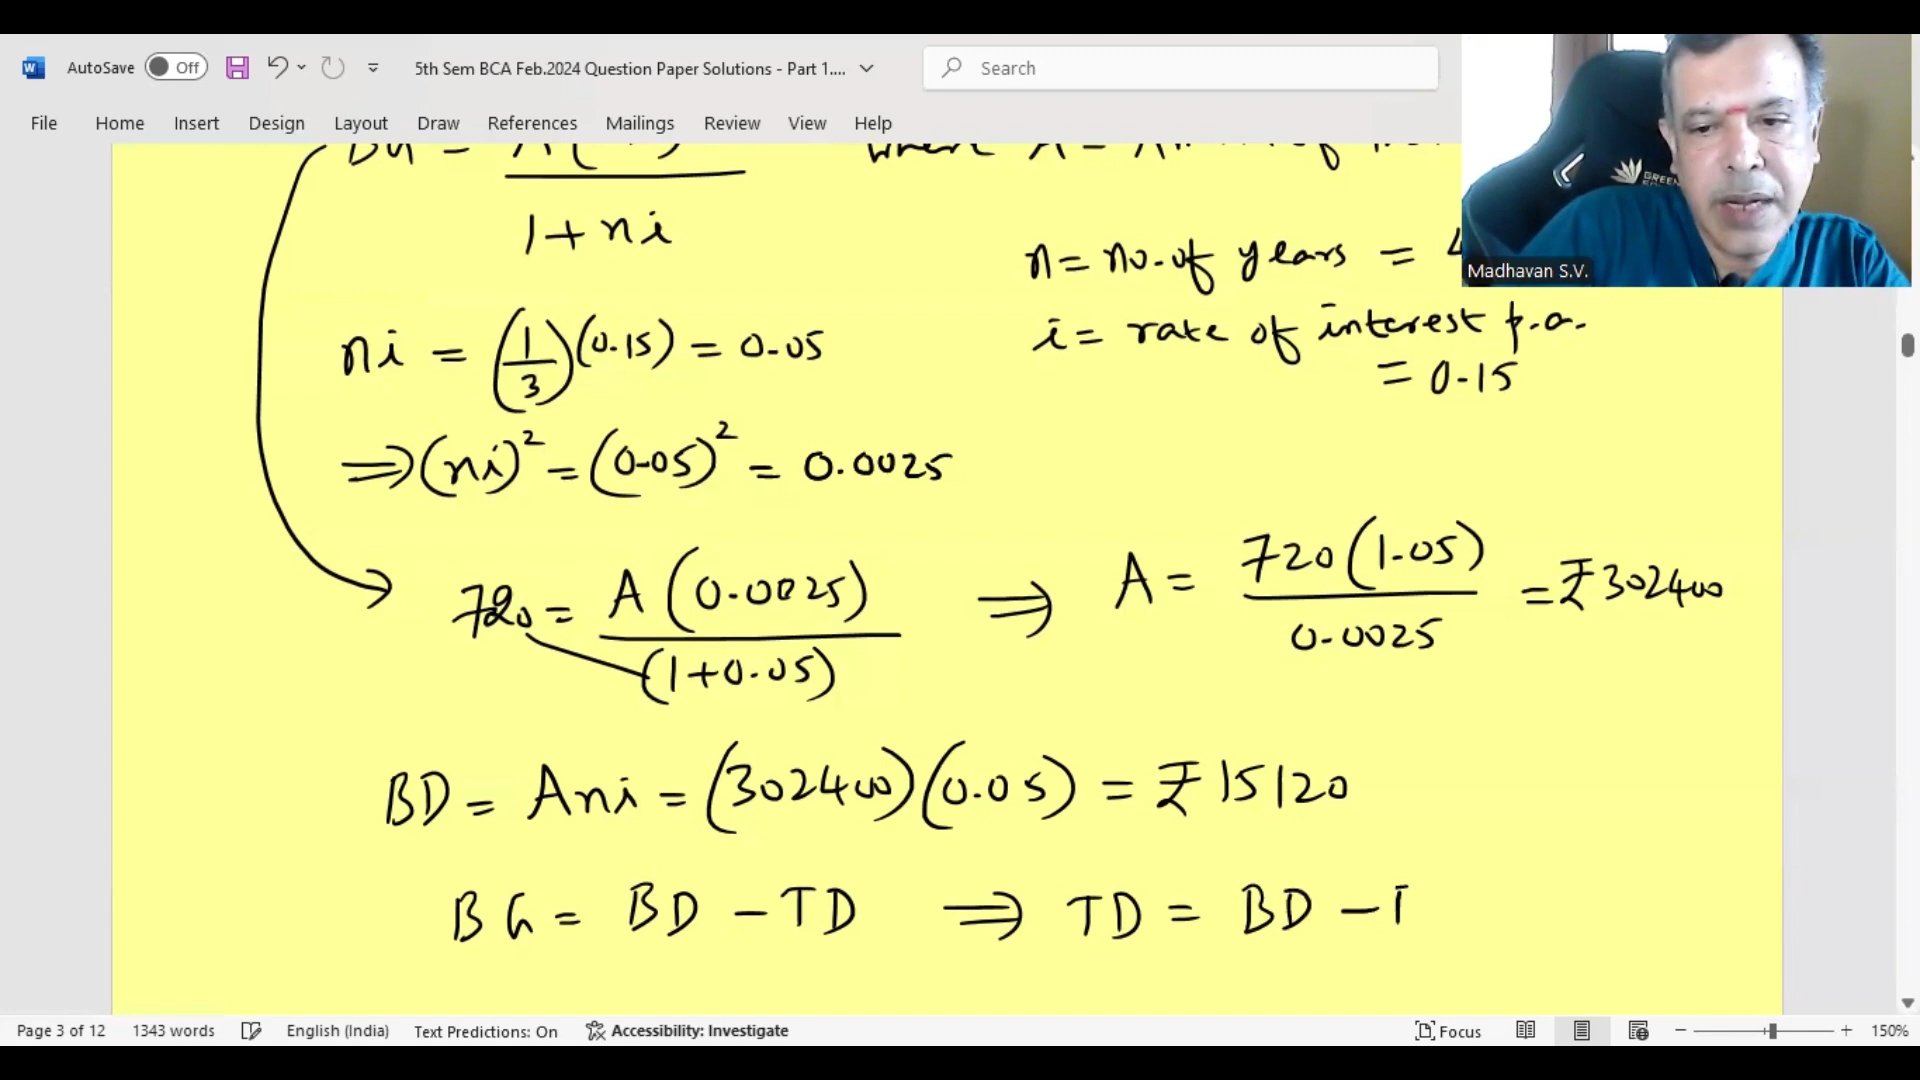 AutoSave Off 5th Sem BCA Feb.2024 Question Paper Solutions - Part 1.... Search
File Home Insert Design Layout Draw References Mailings Review View Help
1 + ni
n = no. of years =
Madhavan S.V.
ni = (1/3)(0.15) = 0.05
i = rate of interest p.a.
= 0.15
⇒ (ni)² = (0.05)² = 0.0025
720 = A(0.0025) / (1+0.05) ⇒ A = 720(1.05) / 0.0025 = ₹302400
BD = Ani = (302400)(0.05) = ₹15120
BG = BD - TD ⇒ TD = BD -
Page 3 of 12 1343 words English (India) Text Predictions: On Accessibility: Investigate Focus 150%